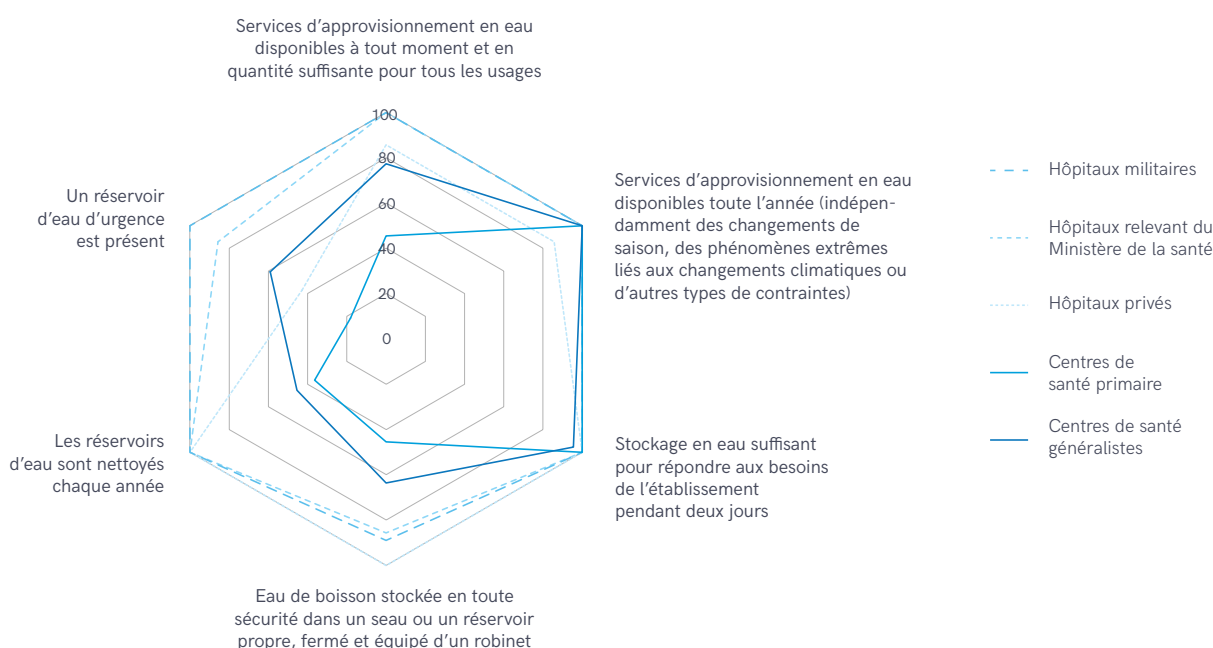 Services d’approvisionnement en eau
disponibles à tout moment et en
quantité suffisante pour tous les usages
100
80
60
40
20
0
Services d’approvisionnement en eau
disponibles toute l’année (indépen-
damment des changements de
saison, des phénomènes extrêmes
liés aux changements climatiques ou
d’autres types de contraintes)
Stockage en eau suffisant
pour répondre aux besoins
de l’établissement
pendant deux jours
Eau de boisson stockée en toute
sécurité dans un seau ou un réservoir
propre, fermé et équipé d’un robinet
Les réservoirs
d’eau sont nettoyés
chaque année
Un réservoir
d’eau d’urgence
est présent
Hôpitaux militaires
Hôpitaux relevant du
Ministère de la santé
Hôpitaux privés
Centres de
santé primaire
Centres de santé
généralistes